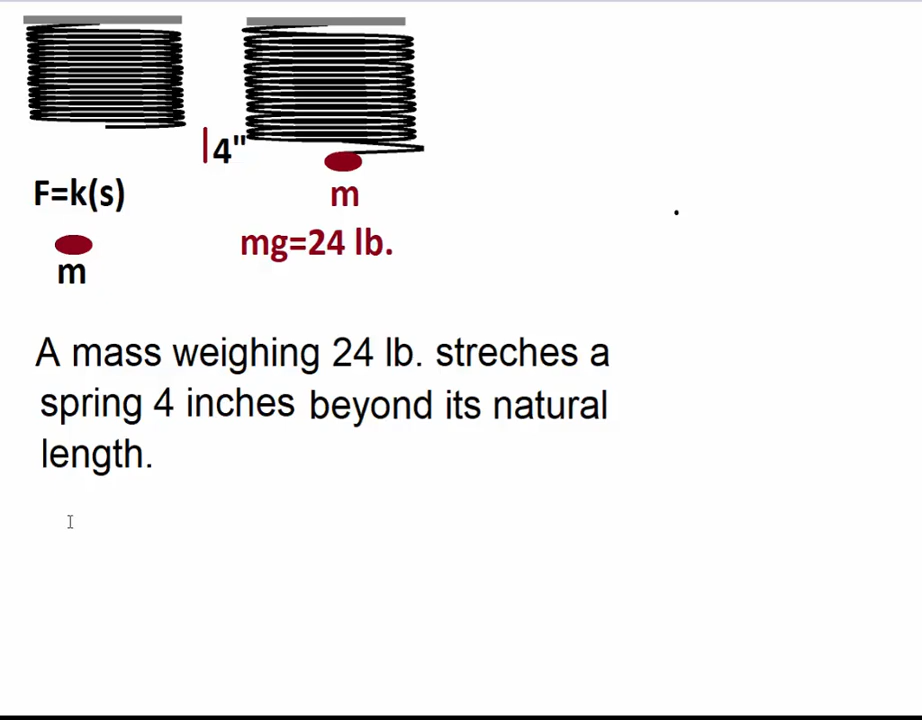 4"
F=k(s)
m
mg=24 lb.
m
A mass weighing 24 lb. streches a
spring 4 inches beyond its natural
length.